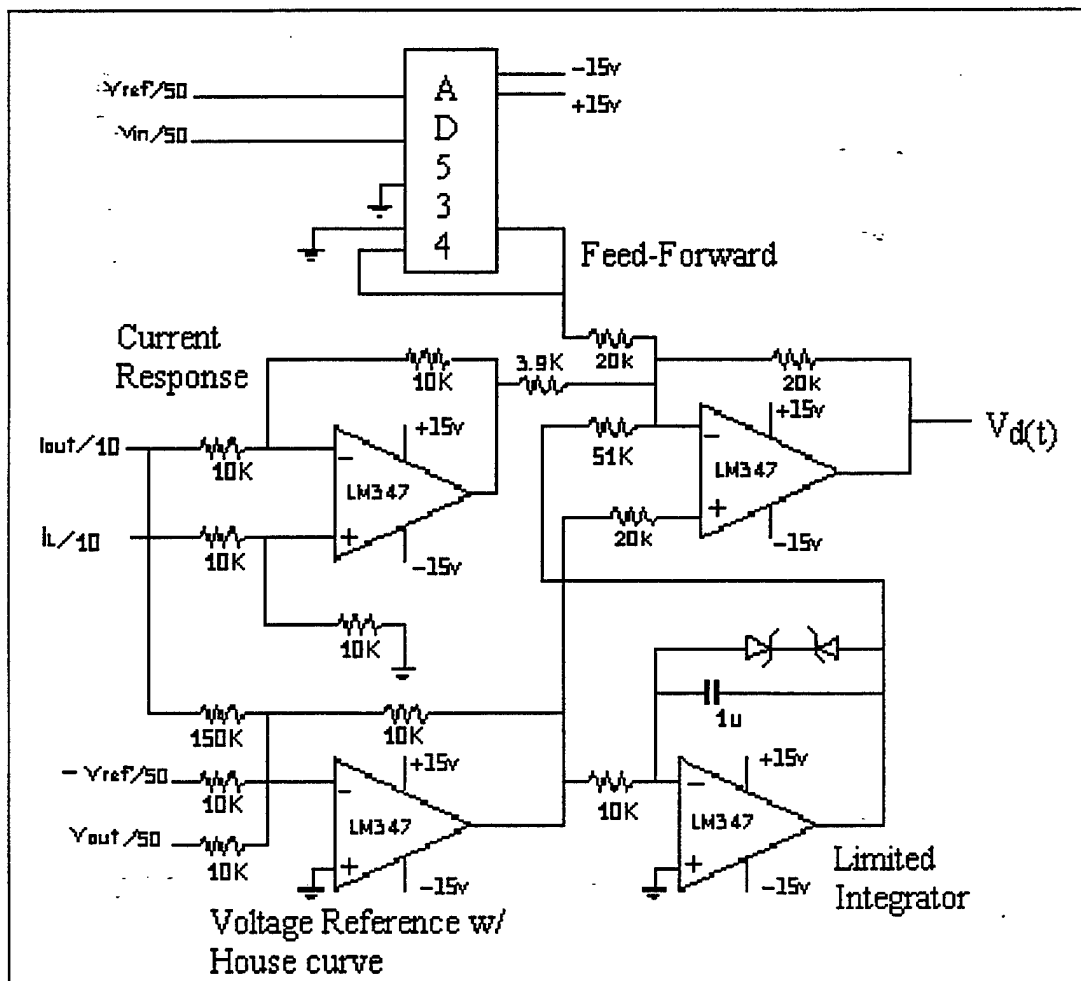 -15v
+15v
Vref/50
Vin/50
A
D
5
3
4
Feed-Forward
Current
Response
10K
3.9K
20K
20K
Iout/10
10K
+15v
LM347
-15v
51K
+15v
LM347
-15v
Vd(t)
IL/10
10K
20K
10K
150K
10K
1u
-Vref/50
10K
+15v
LM347
-15v
10K
+15v
LM347
-15v
Vout/50
10K
Limited
Integrator
Voltage Reference w/
House curve